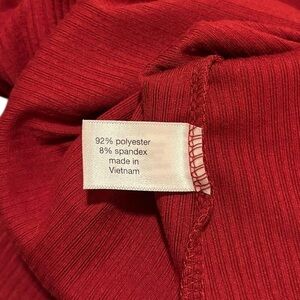 92% polyester
8% spandex
made in
Vietnam